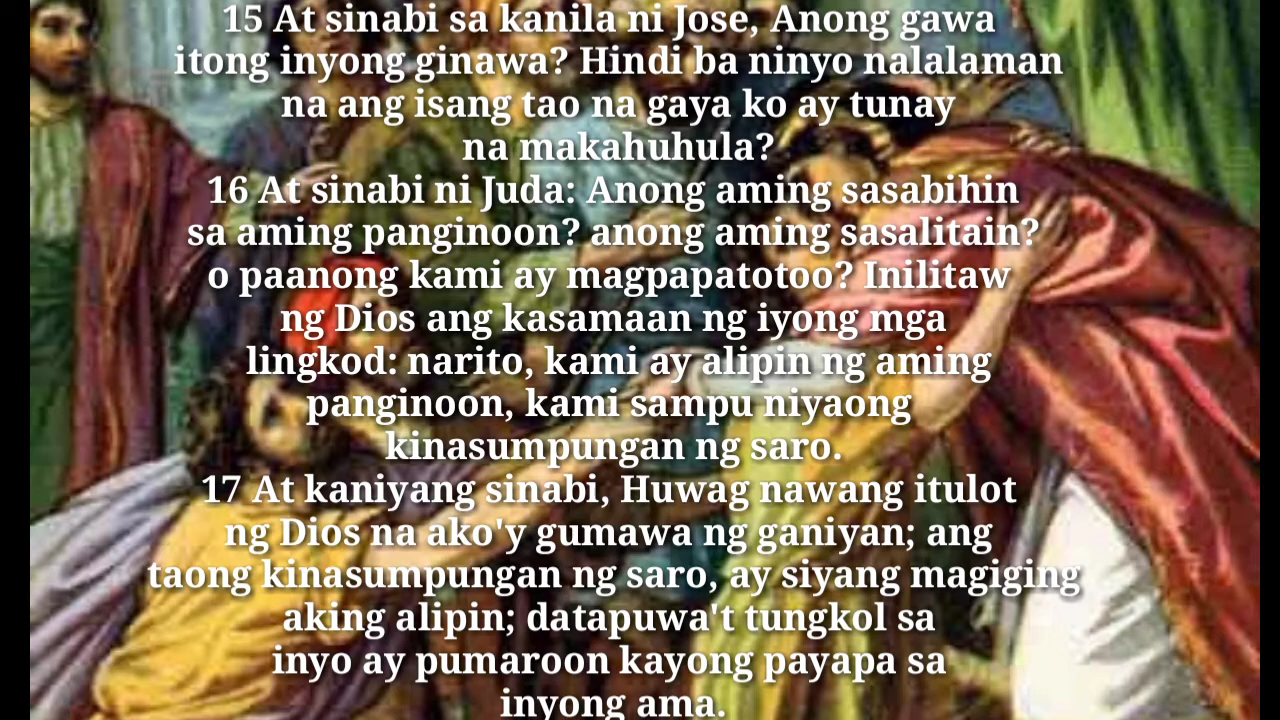 15 At sinabi sa kanila ni Jose, Anong gawa
itong inyong ginawa? Hindi ba ninyo nalalaman
na ang isang tao na gaya ko ay tunay
na makahuhula?
16 At sinabi ni Juda: Anong aming sasabihin
sa aming panginoon? anong aming sasalitain?
o paanong kami ay magpapatotoo? Inilitaw
ng Dios ang kasamaan ng iyong mga
lingkod: narito, kami ay alipin ng aming
panginoon, kami sampu niyaong
kinasumpungan ng saro.
17 At kaniyang sinabi, Huwag nawang itulot
ng Dios na ako'y gumawa ng ganiyan; ang
taong kinasumpungan ng saro, ay siyang magiging
aking alipin; datapuwa't tungkol sa
inyo ay pumaroon kayong payapa sa
inyong ama.